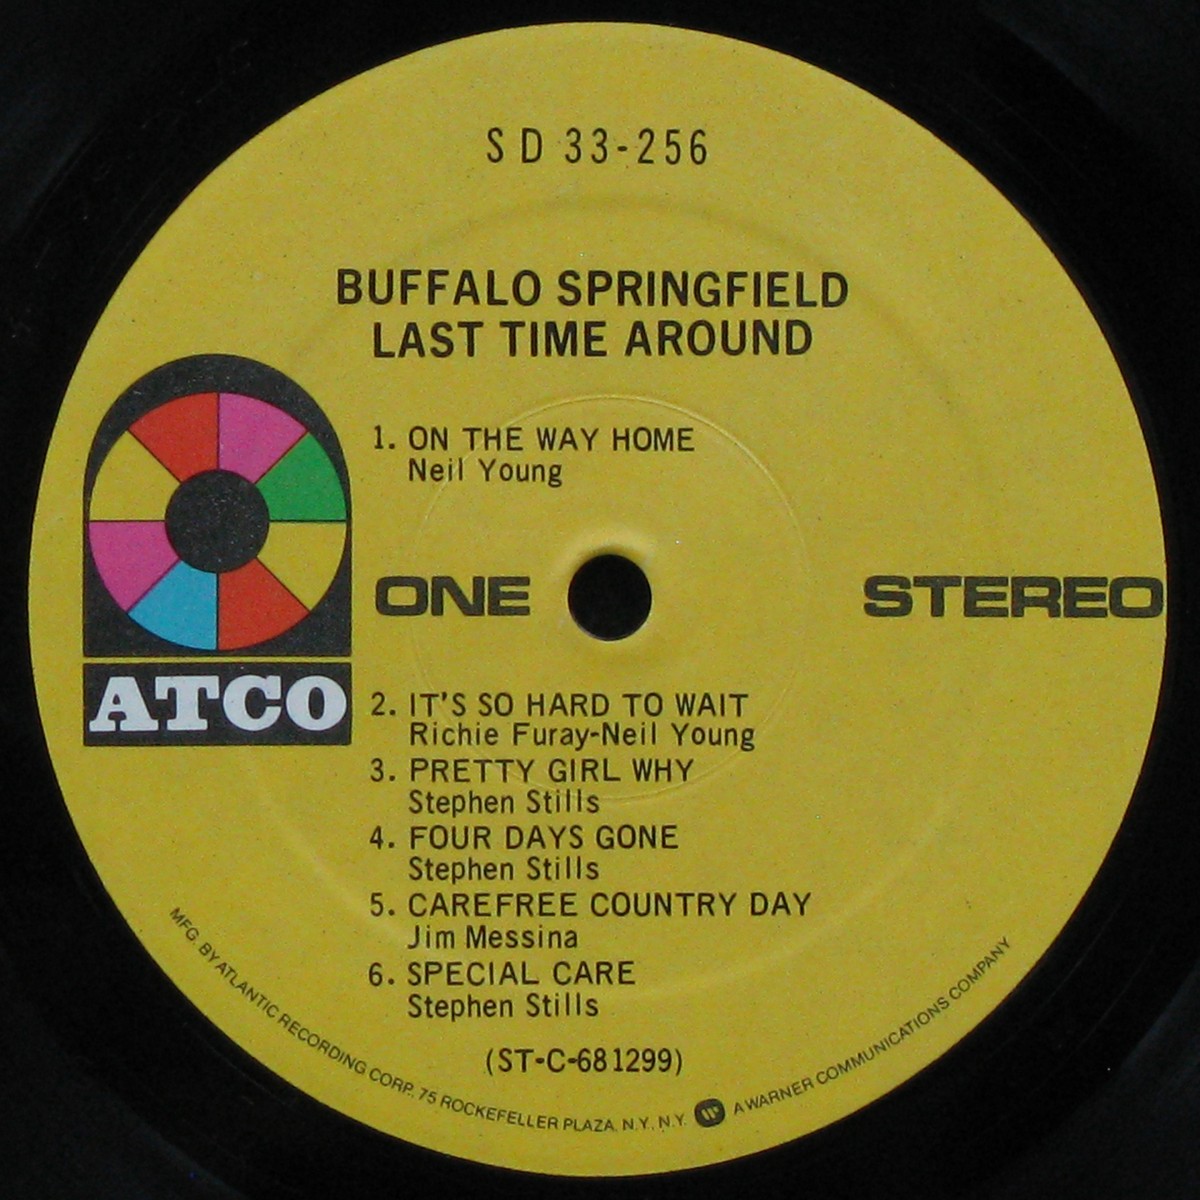 SD 33-256
BUFFALO SPRINGFIELD
LAST TIME AROUND
1. ON THE WAY HOME
Neil Young
ONE
STEREO
ATCO
2. IT'S SO HARD TO WAIT
Richie Furay-Neil Young
3. PRETTY GIRL WHY
Stephen Stills
4. FOUR DAYS GONE
Stephen Stills
5. CAREFREE COUNTRY DAY
Jim Messina
6. SPECIAL CARE
Stephen Stills
(ST-C-681299)
MFG. BY ATLANTIC RECORDING CORP. 75 ROCKEFELLER PLAZA, N.Y. N.Y. A WARNER COMMUNICATIONS COMPANY